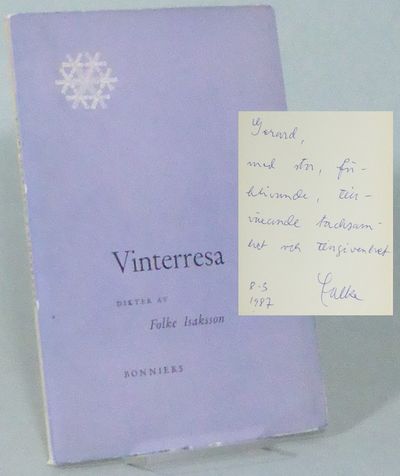 Vinterresa
DIKTER AV
Folke Isaksson
BONNIERS
Gerard,
med stor, för-
blivande, till-
växande tacksam-
het och tillgivenhet
8-5
1987
Folke